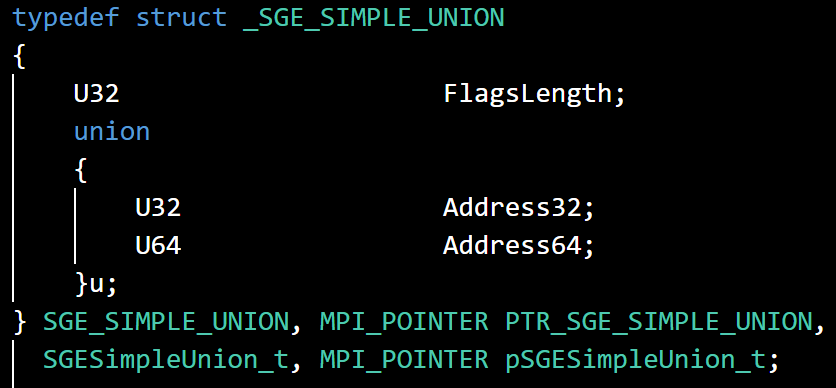 typedef struct _SGE_SIMPLE_UNION
{
    U32                     FlagsLength;
    union
    {
        U32                 Address32;
        U64                 Address64;
    }u;
} SGE_SIMPLE_UNION, MPI_POINTER PTR_SGE_SIMPLE_UNION,
  SGESimpleUnion_t, MPI_POINTER pSGESimpleUnion_t;